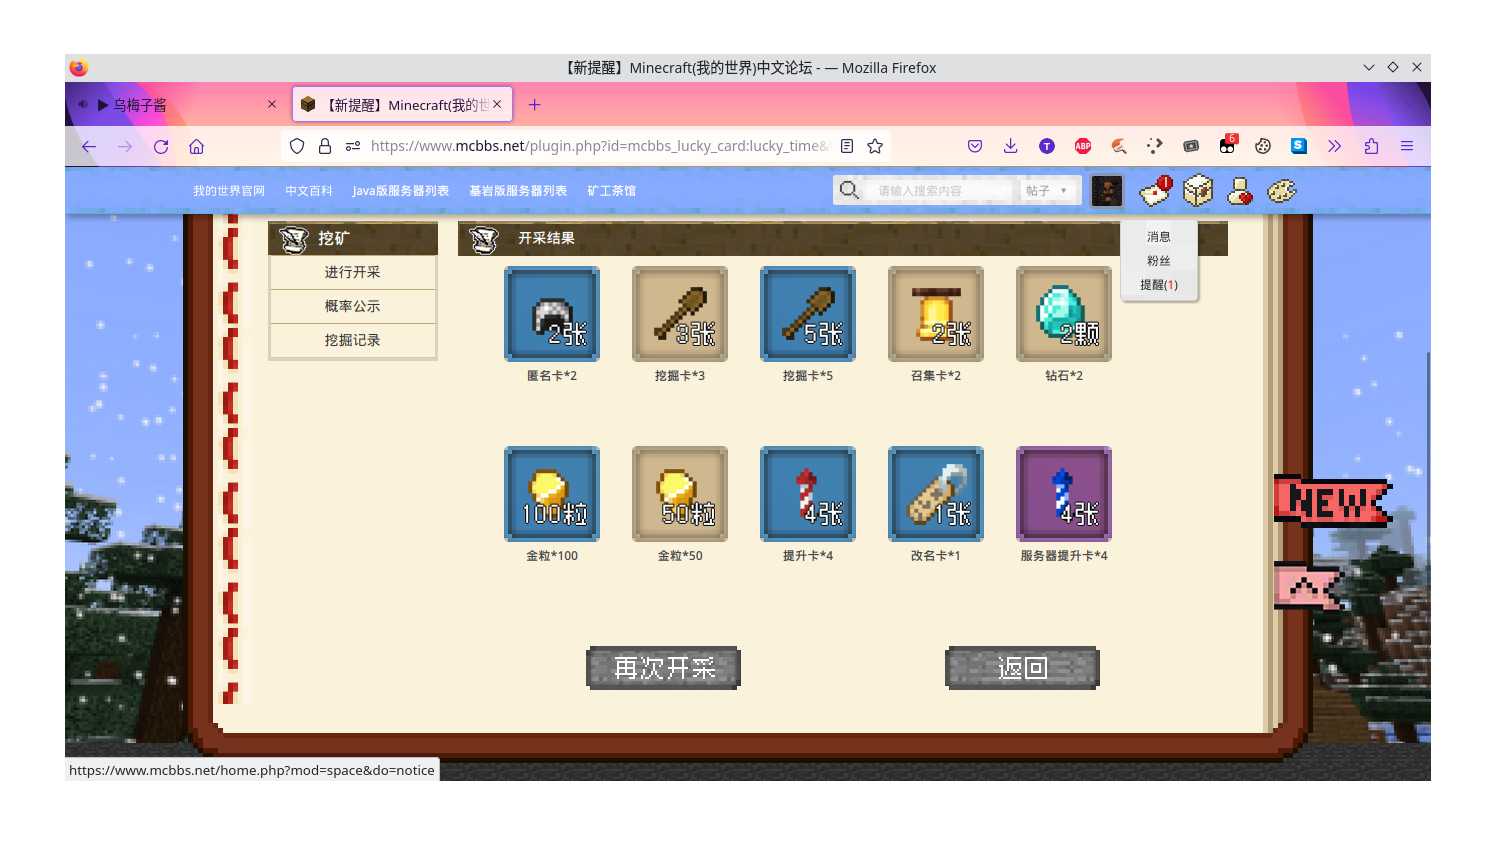 【新提醒】Minecraft(我的世界)中文论坛 - — Mozilla Firefox
乌梅子酱
【新提醒】Minecraft(我的世
https://www.mcbbs.net/plugin.php?id=mcbbs_lucky_card:lucky_time&
T
ABP
6
S
我的世界官网 中文百科 Java版服务器列表 基岩版服务器列表 矿工茶馆
请输入搜索内容 帖子
消息
粉丝
提醒(1)
挖矿
进行开采
概率公示
挖掘记录
开采结果
2张 3张 5张 2张 2颗
匿名卡*2 挖掘卡*3 挖掘卡*5 召集卡*2 钻石*2
100粒 50粒 4张 1张 4张
金粒*100 金粒*50 提升卡*4 改名卡*1 服务器提升卡*4
NEW
再次开采 返回
https://www.mcbbs.net/home.php?mod=space&do=notice